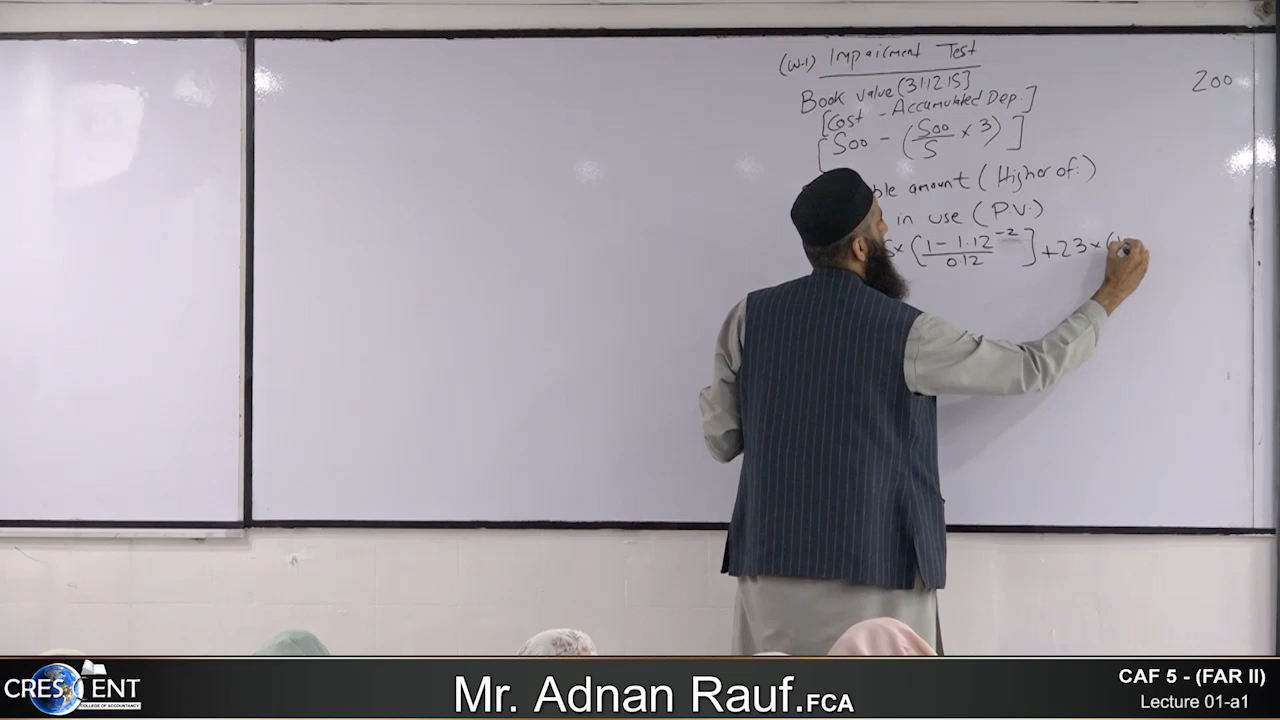 (W-1) Impairment Test
Book value (31 12 15] 200
[Cost - Accumulated Dep.]
[500 - (500/5 × 3)]
ble amount (Higher of:)
in use (P.V.)
× [1 - 1.12^-2 / 0.12] + 23 × (1
CRESCENT
COLLEGE OF ACCOUNTANCY
Mr. Adnan Rauf.FCA
CAF 5 - (FAR II)
Lecture 01-a1